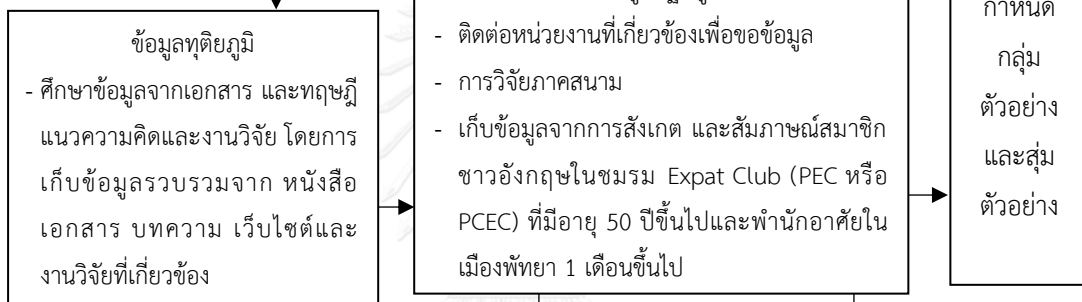 ข้อมูลทุติยภูมิ
- ศึกษาข้อมูลจากเอกสาร และทฤษฎี
แนวความคิดและงานวิจัย โดยการ
เก็บข้อมูลรวบรวมจาก หนังสือ
เอกสาร บทความ เว็บไซต์และ
งานวิจัยที่เกี่ยวข้อง
- ติดต่อหน่วยงานที่เกี่ยวข้องเพื่อขอข้อมูล
- การวิจัยภาคสนาม
- เก็บข้อมูลจากการสังเกต และสัมภาษณ์สมาชิก
ชาวอังกฤษในชมรม Expat Club (PEC หรือ
PCEC) ที่มีอายุ 50 ปีขึ้นไปและพำนักอาศัยใน
เมืองพัทยา 1 เดือนขึ้นไป
กำหนด
กลุ่ม
ตัวอย่าง
และสุ่ม
ตัวอย่าง